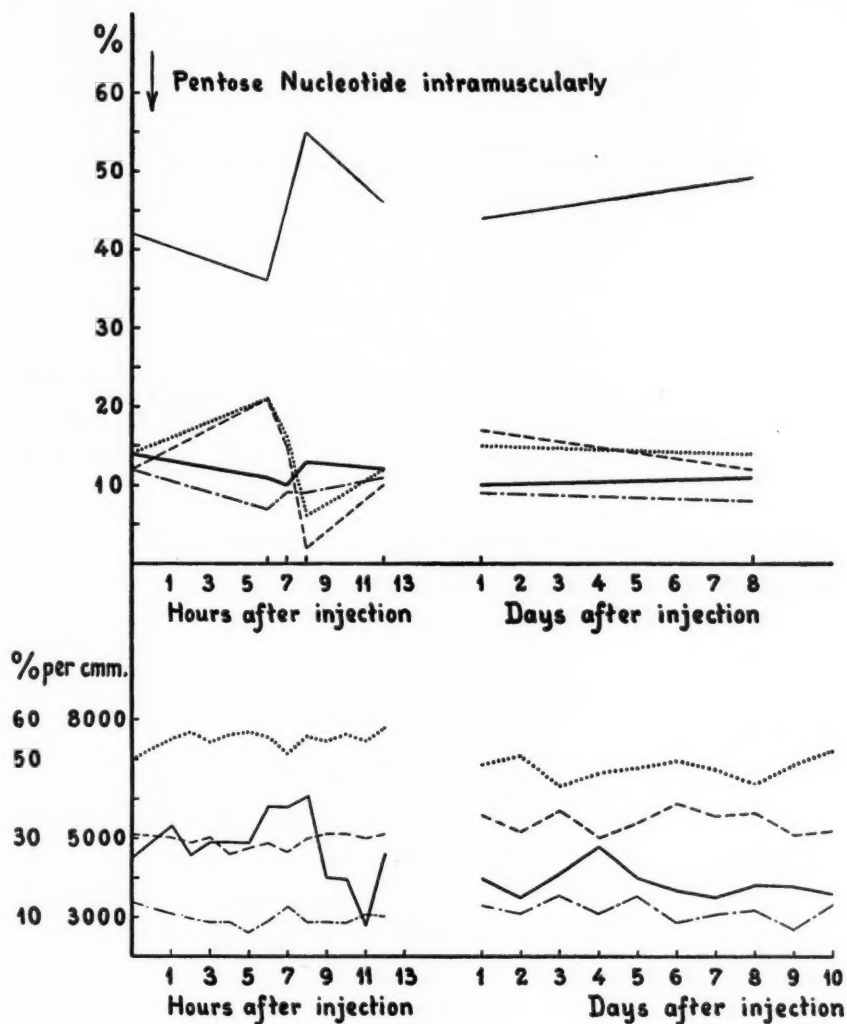 %
↓ Pentose Nucleotide intramuscularly
60
50
40
30
20
10
1 3 5 7 9 11 13 1 2 3 4 5 6 7 8
Hours after injection Days after injection
% per cmm.
60 8000
50
30 5000
10 3000
1 3 5 7 9 11 13 1 2 3 4 5 6 7 8 9 10
Hours after injection Days after injection